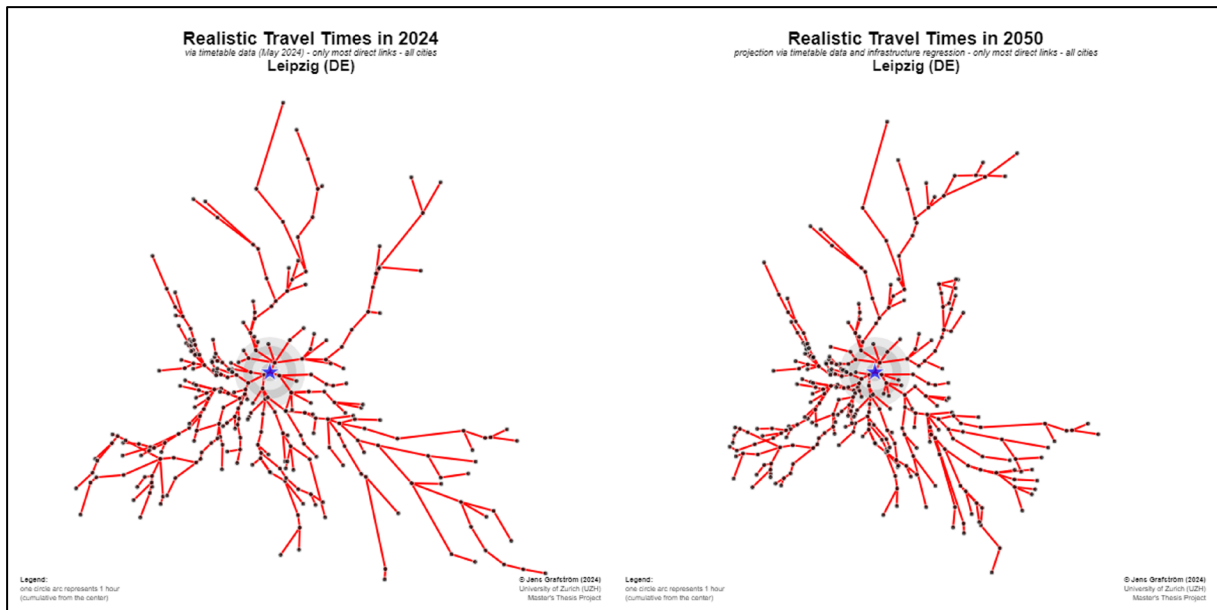 Realistic Travel Times in 2024
via timetable data (May 2024) - only most direct links - all cities
Leipzig (DE)
Legend:
one circle arc represents 1 hour
(cumulative from the center)
© Jens Grafström (2024)
University of Zurich (UZH)
Master's Thesis Project
Realistic Travel Times in 2050
projection via timetable data and infrastructure regression - only most direct links - all cities
Leipzig (DE)
Legend:
one circle arc represents 1 hour
(cumulative from the center)
© Jens Grafström (2024)
University of Zurich (UZH)
Master's Thesis Project